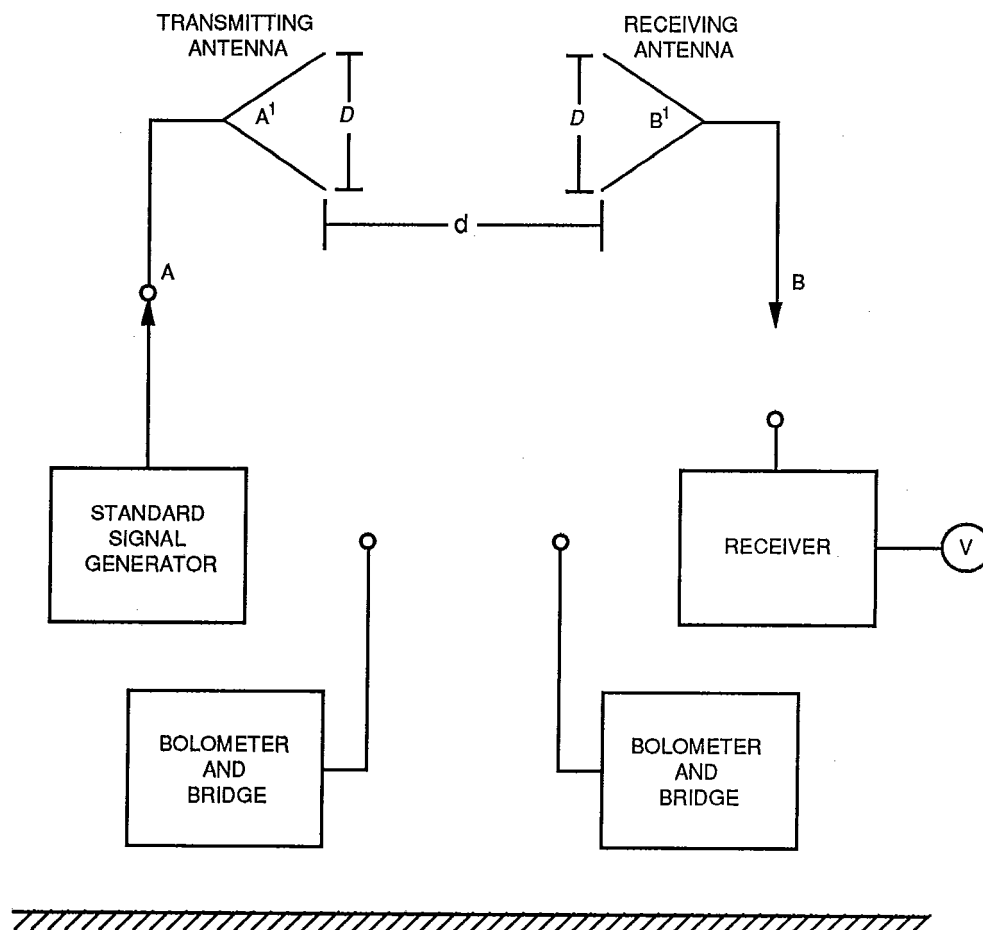 TRANSMITTING
ANTENNA
RECEIVING
ANTENNA
A¹
D
D
B¹
d
A
B
STANDARD
SIGNAL
GENERATOR
RECEIVER
V
BOLOMETER
AND
BRIDGE
BOLOMETER
AND
BRIDGE